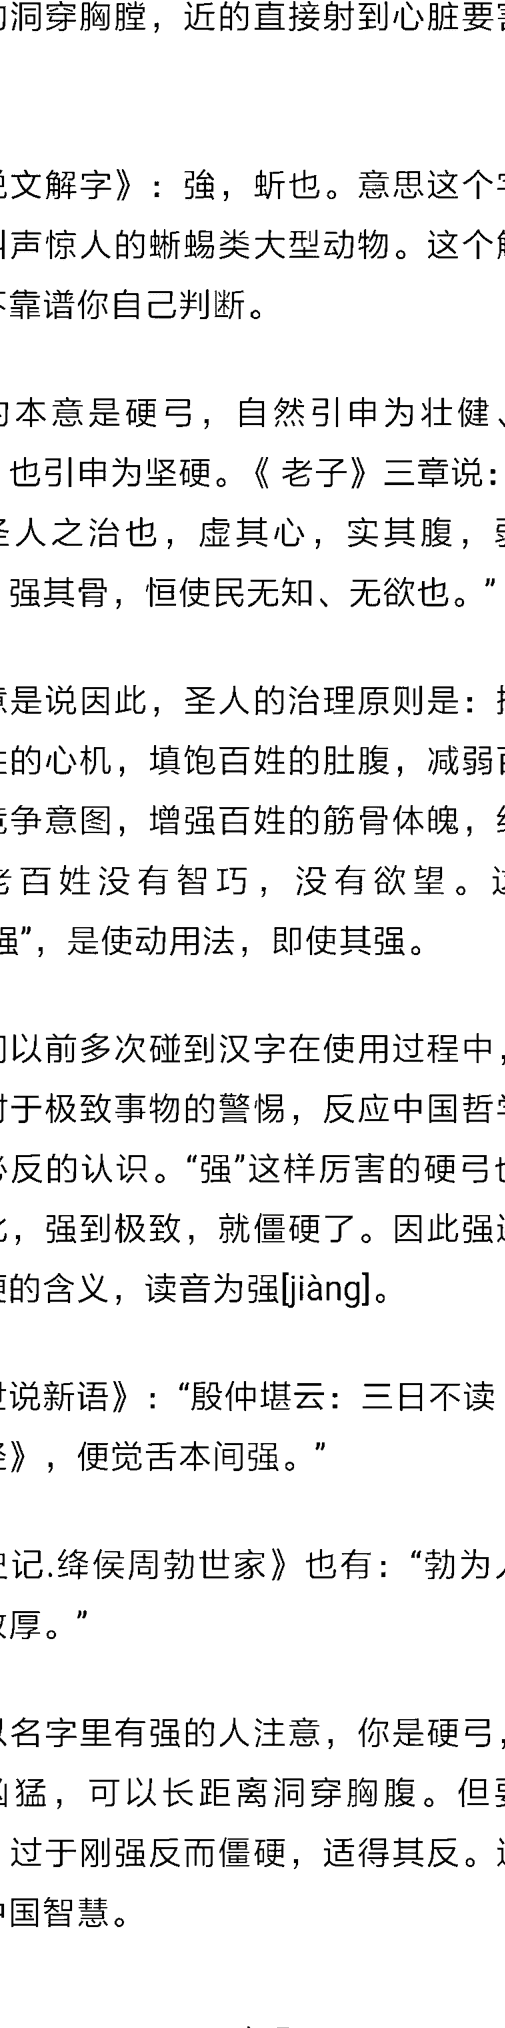 洞穿胸膛，近的直接射到心脏要害
文解字》：強，蚚也。意思这个字
声惊人的蜥蜴类大型动物。这个解
不靠谱你自己判断。
的本意是硬弓，自然引申为壮健、
也引申为坚硬。《 老子》三章说：
圣人之治也，虚其心，实其腹，弱
强其骨，恒使民无知、无欲也。”
意是说因此，圣人的治理原则是：
的心机，填饱百姓的肚腹，减弱百
竞争意图，增强百姓的筋骨体魄，
老百姓没有智巧，没有欲望。这
强”，是使动用法，即使其强。
以前多次碰到汉字在使用过程中，
对于极致事物的警惕，反应中国哲学
必反的认识。“强”这样厉害的硬弓也
，强到极致，就僵硬了。因此强
的含义，读音为强[jiàng]。
世说新语》：“殷仲堪云：三日不读
》，便觉舌本间强。”
史记.绛侯周勃世家》也有：“勃为人
敦厚。”
以名字里有强的人注意，你是硬弓，
凶猛，可以长距离洞穿胸腹。但要
过于刚强反而僵硬，适得其反。这
中国智慧。